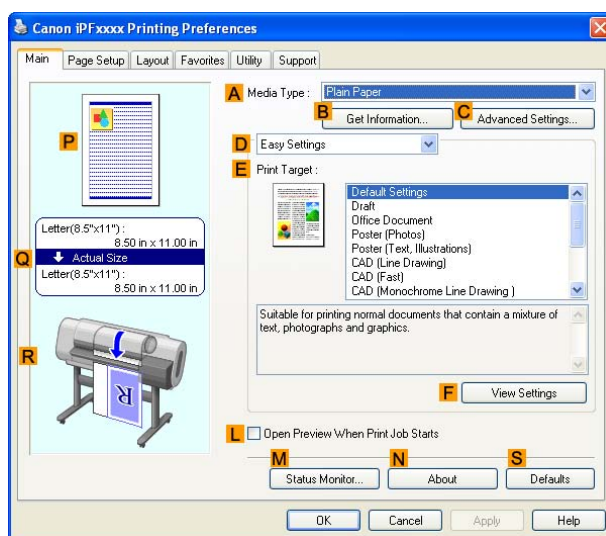 Canon iPFxxxx Printing Preferences
Main Page Setup Layout Favorites Utility Support
A Media Type : Plain Paper
B Get Information... C Advanced Settings...
D Easy Settings
E Print Target :
Default Settings
Draft
Office Document
Poster (Photos)
Poster (Text, Illustrations)
CAD (Line Drawing)
CAD (Fast)
CAD (Monochrome Line Drawing )
Suitable for printing normal documents that contain a mixture of
text, photographs and graphics.
F View Settings
P
Letter(8.5"x11") :
8.50 in x 11.00 in
Q Actual Size
Letter(8.5"x11") :
8.50 in x 11.00 in
R
R
L Open Preview When Print Job Starts
M Status Monitor... N About S Defaults
OK Cancel Apply Help